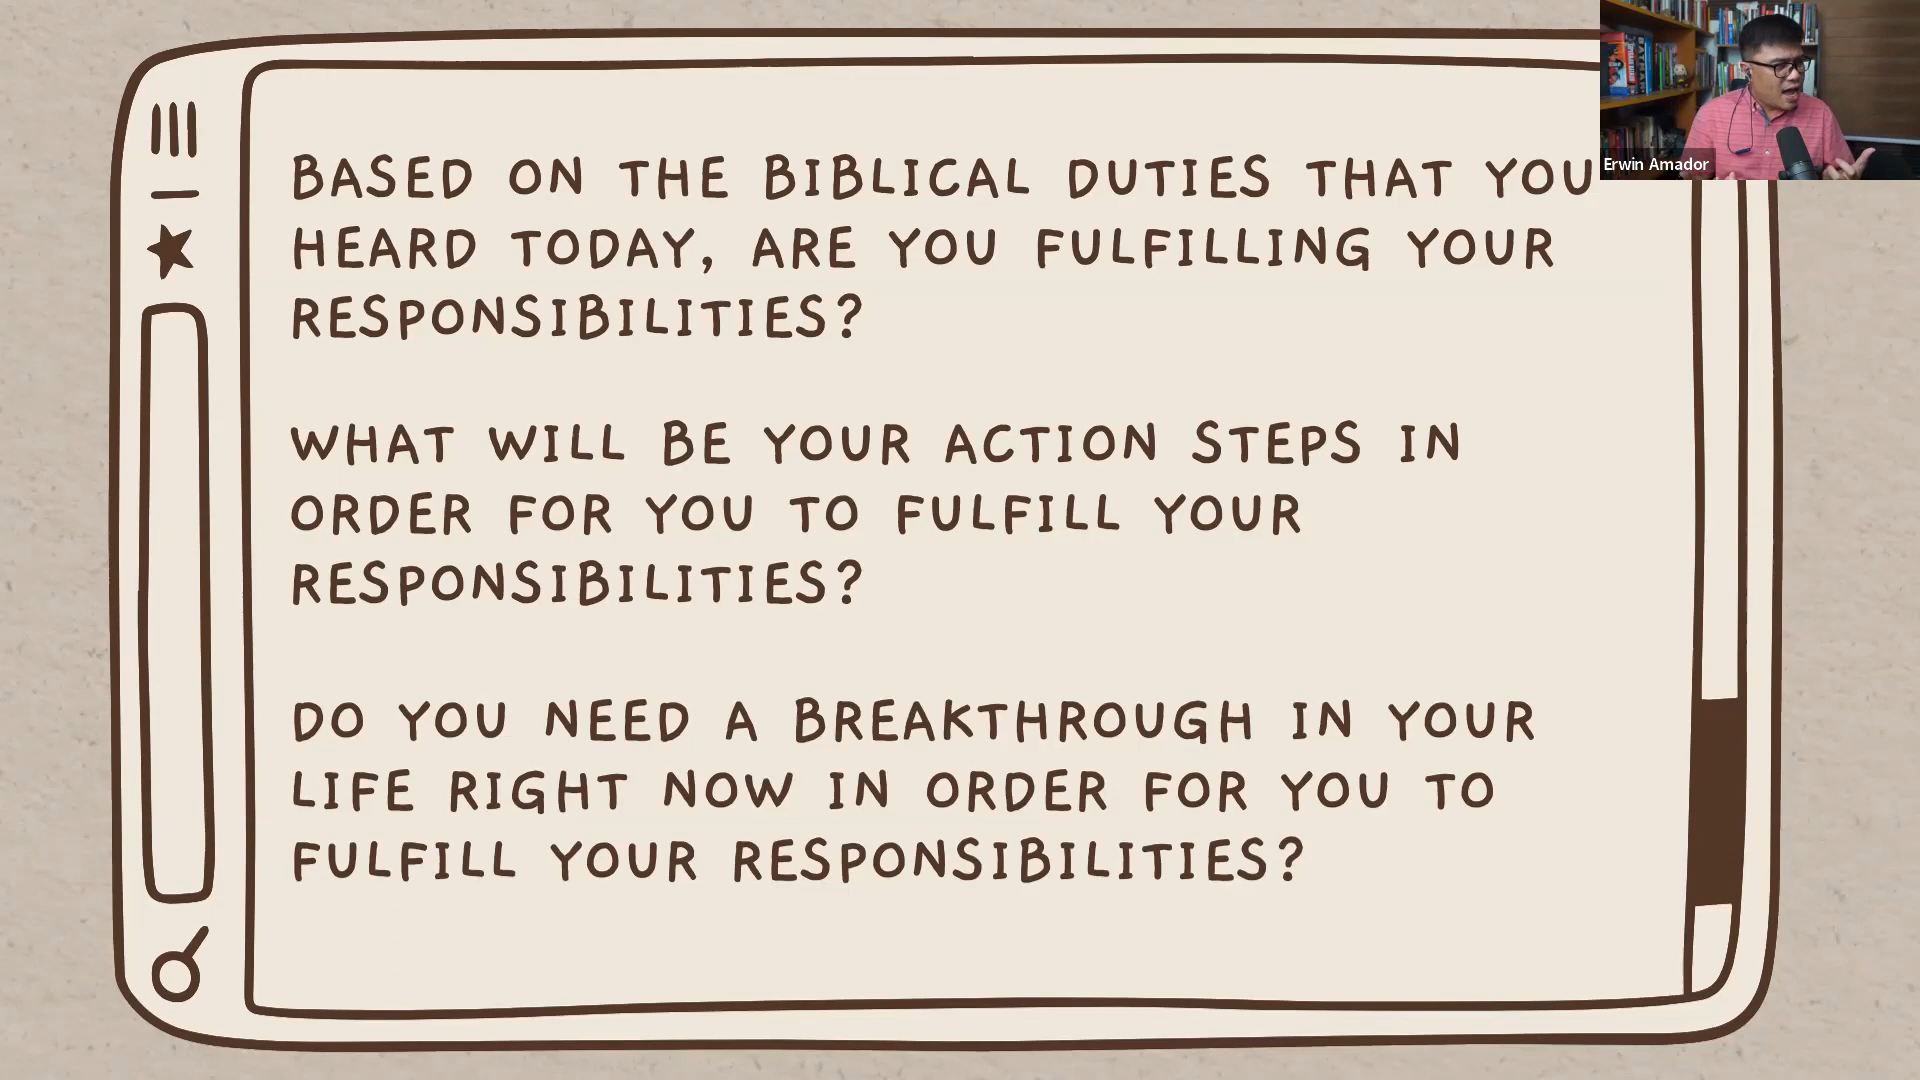 BASED ON THE BIBLICAL DUTIES THAT YOU
HEARD TODAY, ARE YOU FULFILLING YOUR
RESPONSIBILITIES?
WHAT WILL BE YOUR ACTION STEPS IN
ORDER FOR YOU TO FULFILL YOUR
RESPONSIBILITIES?
DO YOU NEED A BREAKTHROUGH IN YOUR
LIFE RIGHT NOW IN ORDER FOR YOU TO
FULFILL YOUR RESPONSIBILITIES?
Erwin Amador